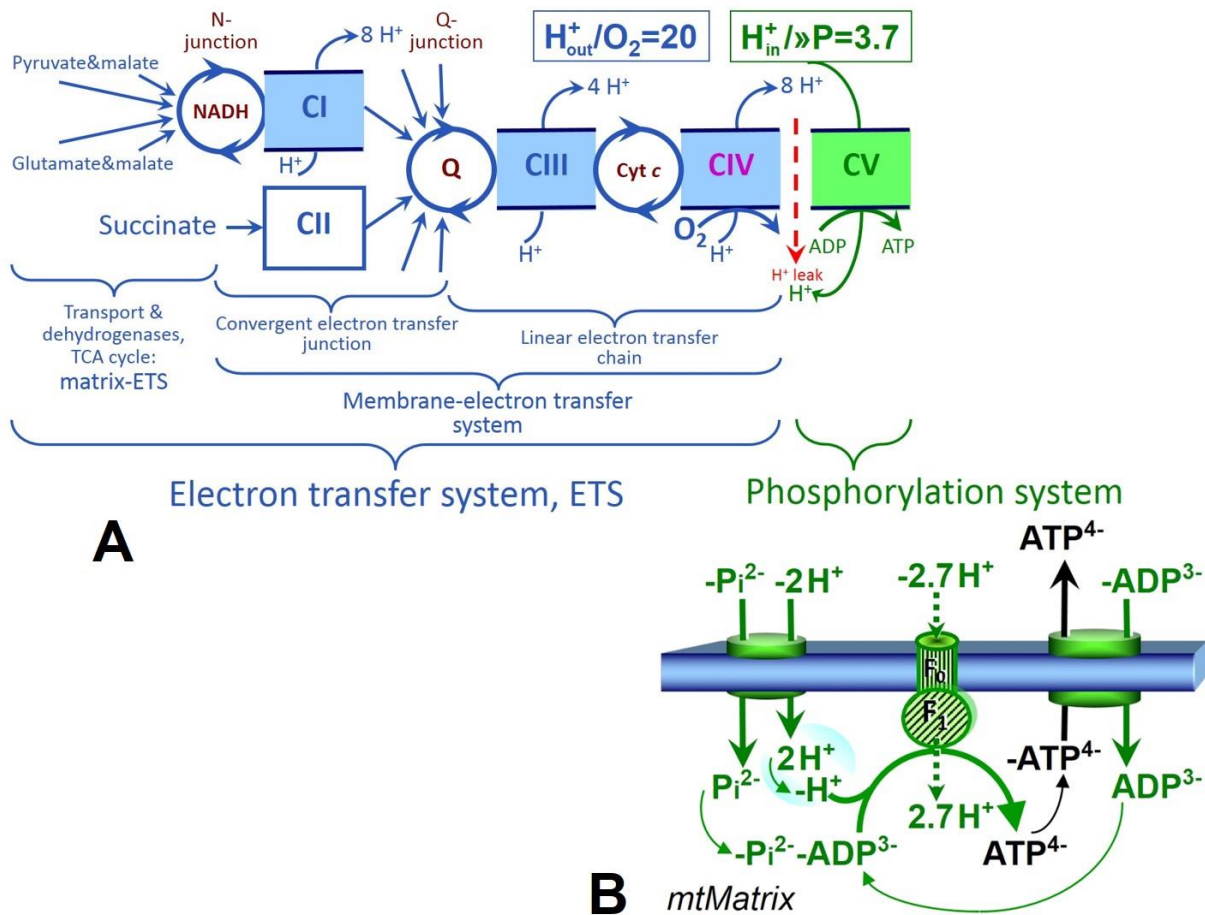 N-
junction
8 H⁺
Q-
junction
H⁺out/O₂=20
H⁺in/»P=3.7
Pyruvate&malate
NADH
CI
4 H⁺
8 H⁺
Glutamate&malate
H⁺
Q
CIII
Cyt c
CIV
CV
Succinate
CII
O₂
H⁺
H⁺
ADP
ATP
H⁺ leak
H⁺
Transport &
dehydrogenases,
TCA cycle:
matrix-ETS
Convergent electron transfer
junction
Linear electron transfer
chain
Membrane-electron transfer
system
Electron transfer system, ETS
Phosphorylation system
A
ATP⁴⁻
-Pi²⁻
-2H⁺
-2.7H⁺
-ADP³⁻
F₀
F₁
2H⁺
-H⁺
-ATP⁴⁻
Pi²⁻
2.7H⁺
ADP³⁻
-Pi²⁻-ADP³⁻
ATP⁴⁻
B
mtMatrix